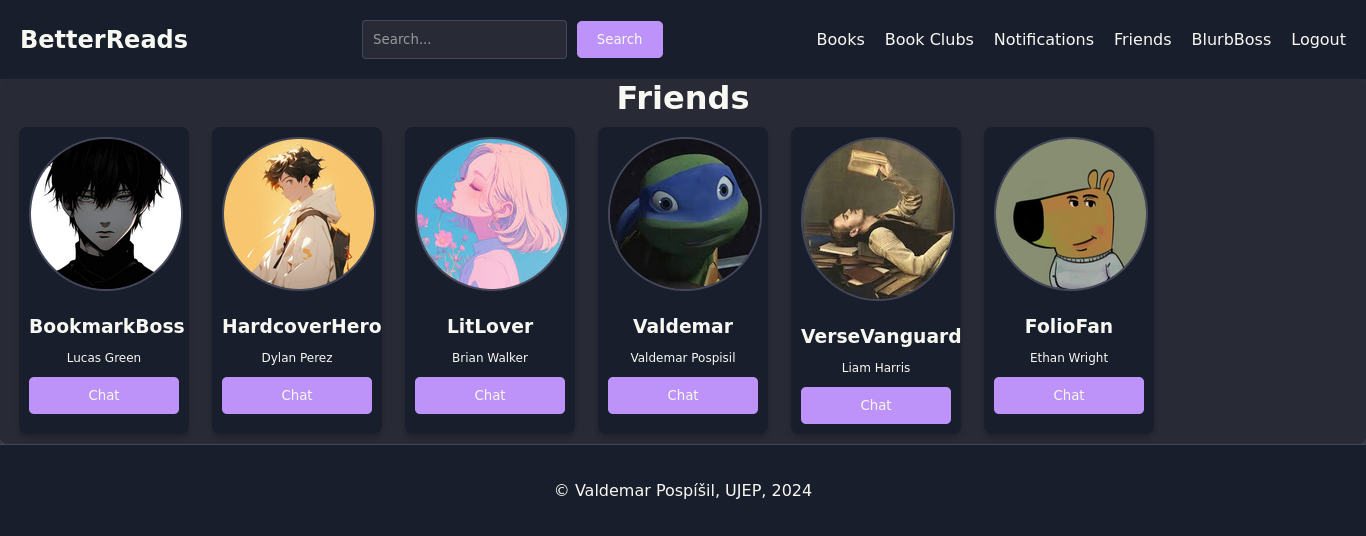 BetterReads
Search...
Search
Books
Book Clubs
Notifications
Friends
BlurbBoss
Logout
Friends
BookmarkBoss
Lucas Green
Chat
HardcoverHero
Dylan Perez
Chat
LitLover
Brian Walker
Chat
Valdemar
Valdemar Pospisil
Chat
VerseVanguard
Liam Harris
Chat
FolioFan
Ethan Wright
Chat
© Valdemar Pospíšil, UJEP, 2024